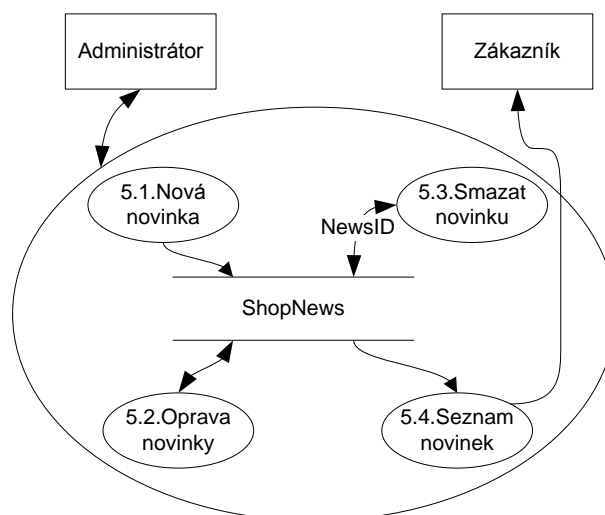 Administrátor
Zákazník
5.1.Nová
novinka
5.3.Smazat
novinku
NewsID
ShopNews
5.2.Oprava
novinky
5.4.Seznam
novinek